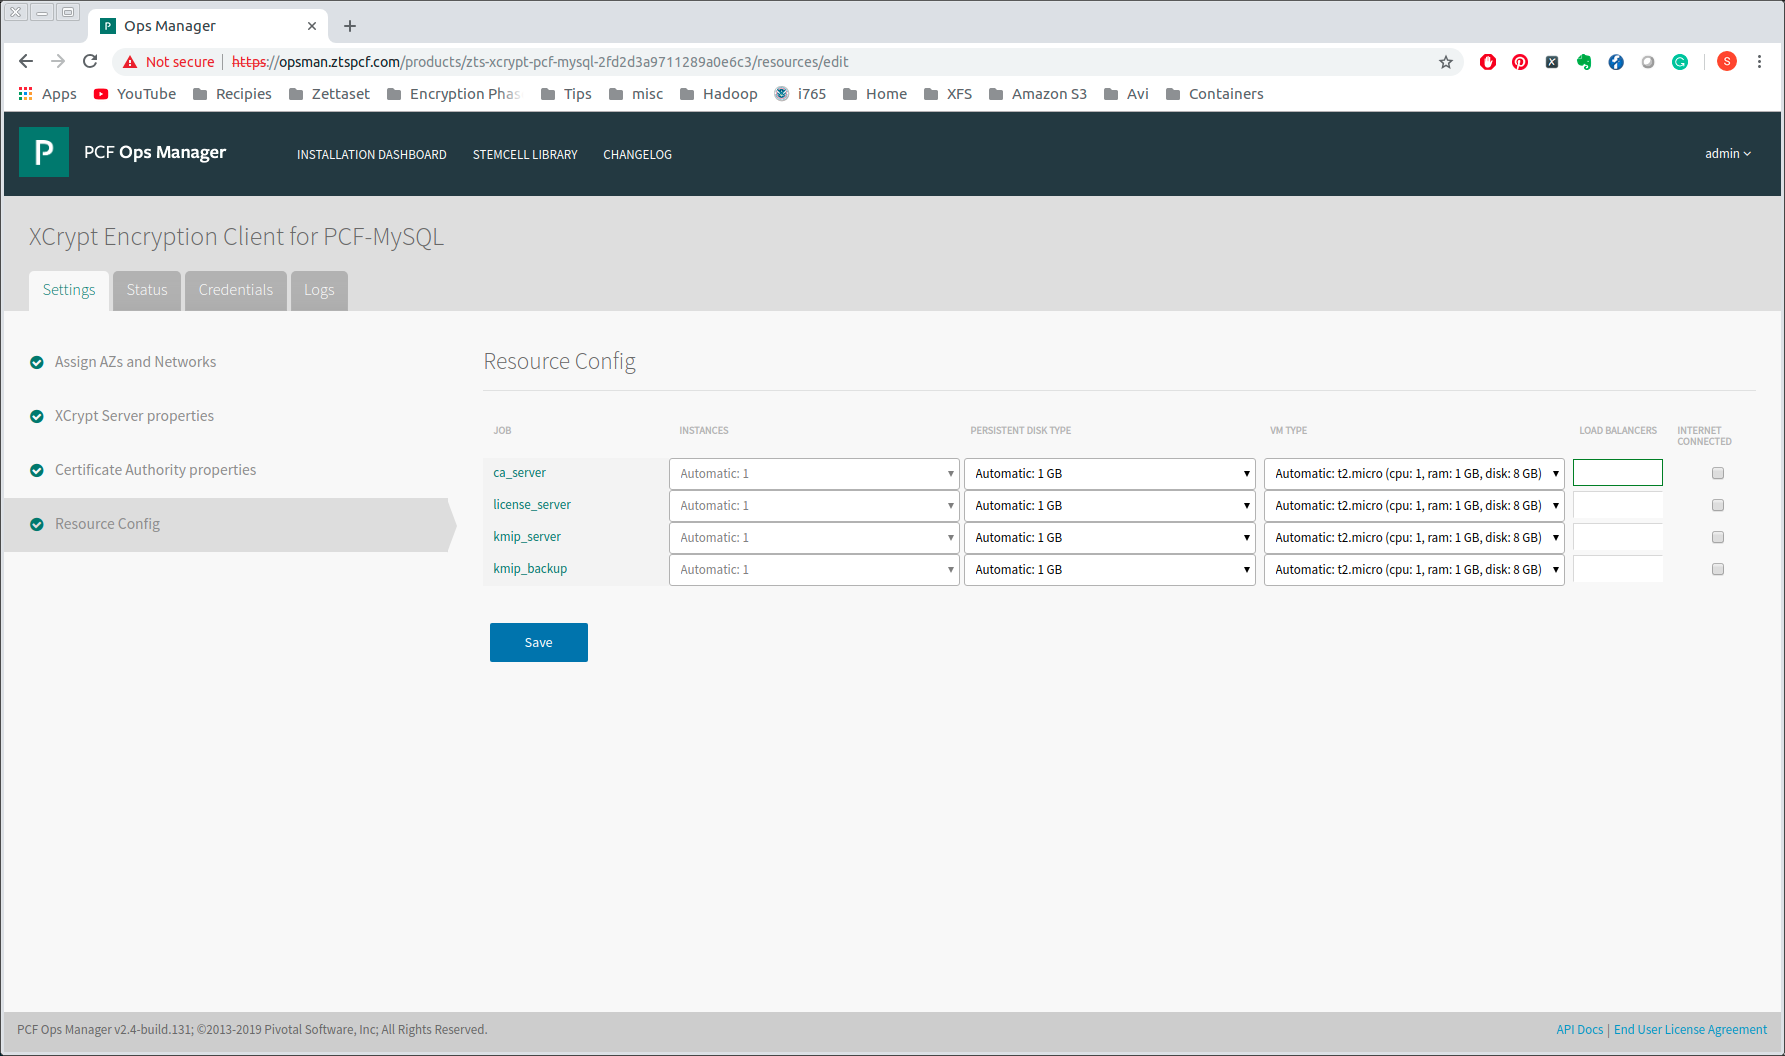 Ops Manager
Not secure https://opsman.ztspcf.com/products/zts-xcrypt-pcf-mysql-2fd2d3a9711289a0e6c3/resources/edit
S
Apps YouTube Recipies Zettaset Encryption Phas Tips misc Hadoop i765 Home XFS Amazon S3 Avi Containers
P PCF Ops Manager INSTALLATION DASHBOARD STEMCELL LIBRARY CHANGELOG admin
XCrypt Encryption Client for PCF-MySQL
Settings Status Credentials Logs
Assign AZs and Networks
XCrypt Server properties
Certificate Authority properties
Resource Config
Resource Config
JOB INSTANCES PERSISTENT DISK TYPE VM TYPE LOAD BALANCERS INTERNET
CONNECTED
ca_server Automatic: 1 Automatic: 1 GB Automatic: t2.micro (cpu: 1, ram: 1 GB, disk: 8 GB)
license_server Automatic: 1 Automatic: 1 GB Automatic: t2.micro (cpu: 1, ram: 1 GB, disk: 8 GB)
kmip_server Automatic: 1 Automatic: 1 GB Automatic: t2.micro (cpu: 1, ram: 1 GB, disk: 8 GB)
kmip_backup Automatic: 1 Automatic: 1 GB Automatic: t2.micro (cpu: 1, ram: 1 GB, disk: 8 GB)
Save
PCF Ops Manager v2.4-build.131; ©2013-2019 Pivotal Software, Inc; All Rights Reserved. API Docs | End User License Agreement